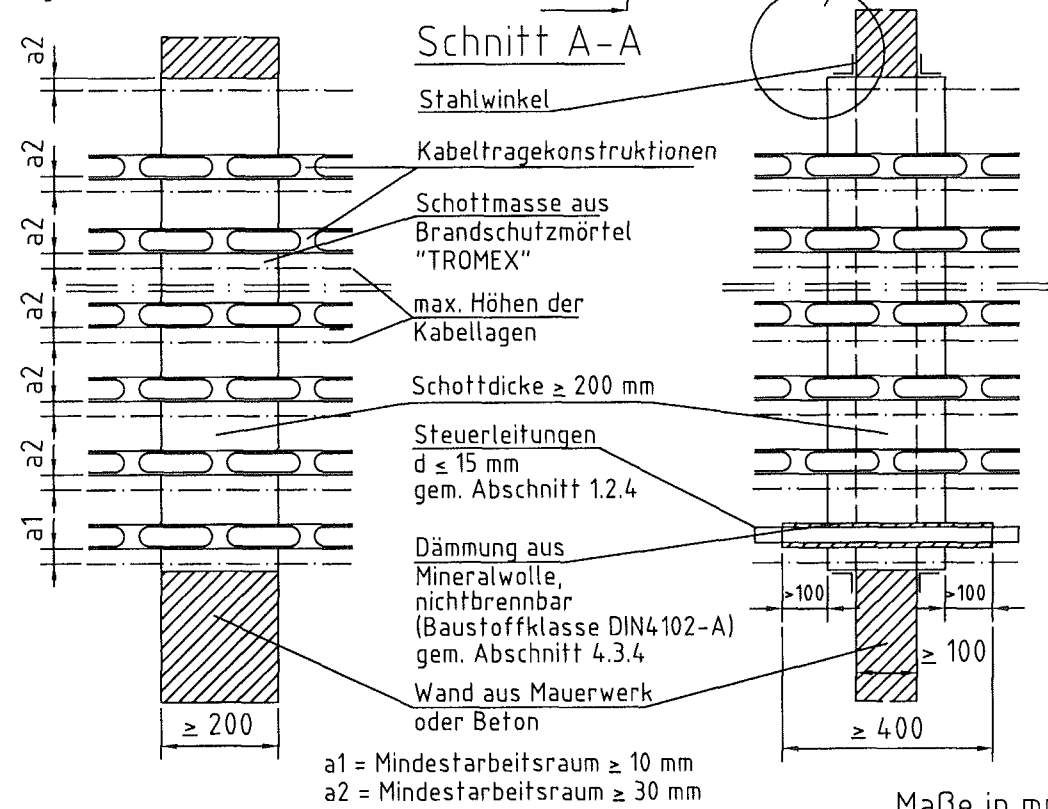 Schnitt A-A
Stahlwinkel
Kabeltragekonstruktionen
Schottmasse aus
Brandschutzmörtel
"TROMEX"
max. Höhen der
Kabellagen
Schottdicke ≥ 200 mm
Steuerleitungen
d ≤ 15 mm
gem. Abschnitt 1.2.4
Dämmung aus
Mineralwolle,
nichtbrennbar
(Baustoffklasse DIN4102-A)
gem. Abschnitt 4.3.4
Wand aus Mauerwerk
oder Beton
a2
a2
a2
a2
a2
a2
a1
≥ 200
>100
>100
≥ 100
≥ 400
a1 = Mindestarbeitsraum ≥ 10 mm
a2 = Mindestarbeitsraum ≥ 30 mm
Maße in mm